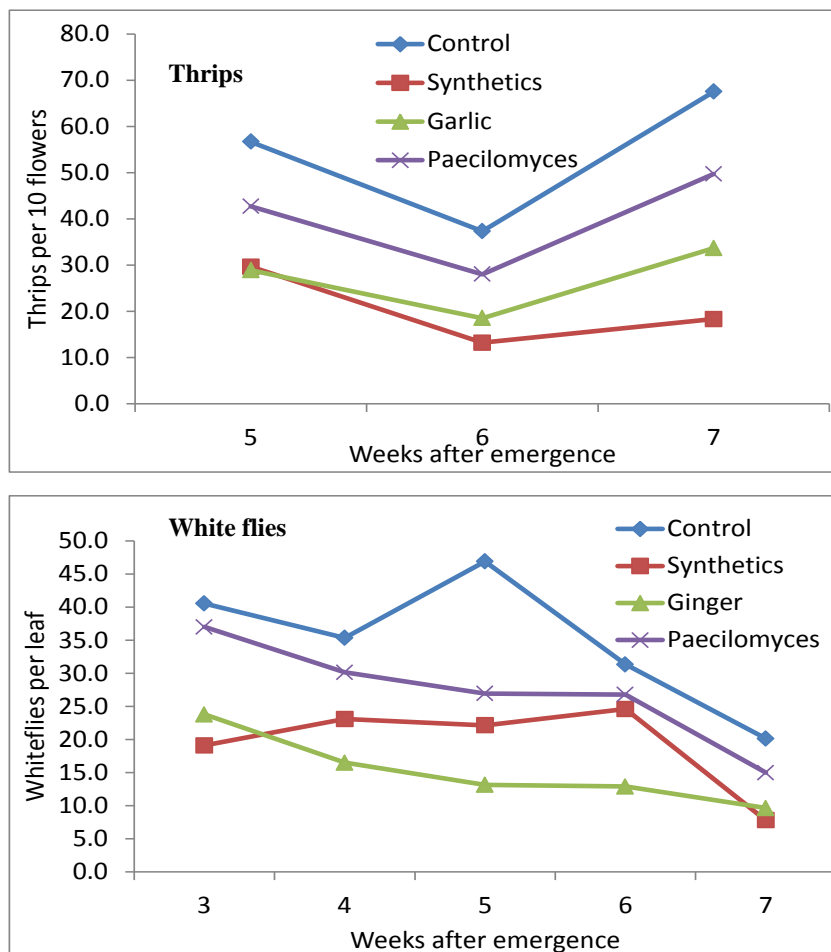 80.0
70.0
60.0
50.0
40.0
30.0
20.0
10.0
0.0
Thrips per 10 flowers
Thrips
Control
Synthetics
Garlic
Paecilomyces
5 6 7
Weeks after emergence
50.0
45.0
40.0
35.0
30.0
25.0
20.0
15.0
10.0
5.0
0.0
Whiteflies per leaf
White flies
Control
Synthetics
Ginger
Paecilomyces
3 4 5 6 7
Weeks after emergence